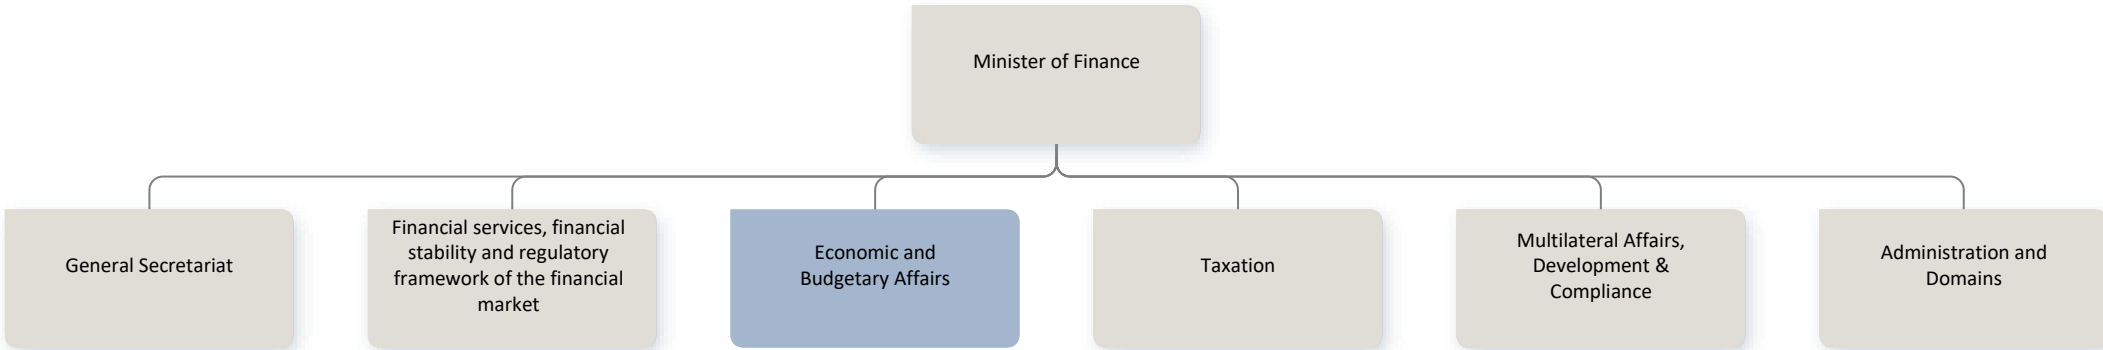 Minister of Finance
General Secretariat
Financial services, financial
stability and regulatory
framework of the financial
market
Economic and
Budgetary Affairs
Taxation
Multilateral Affairs,
Development &
Compliance
Administration and
Domains